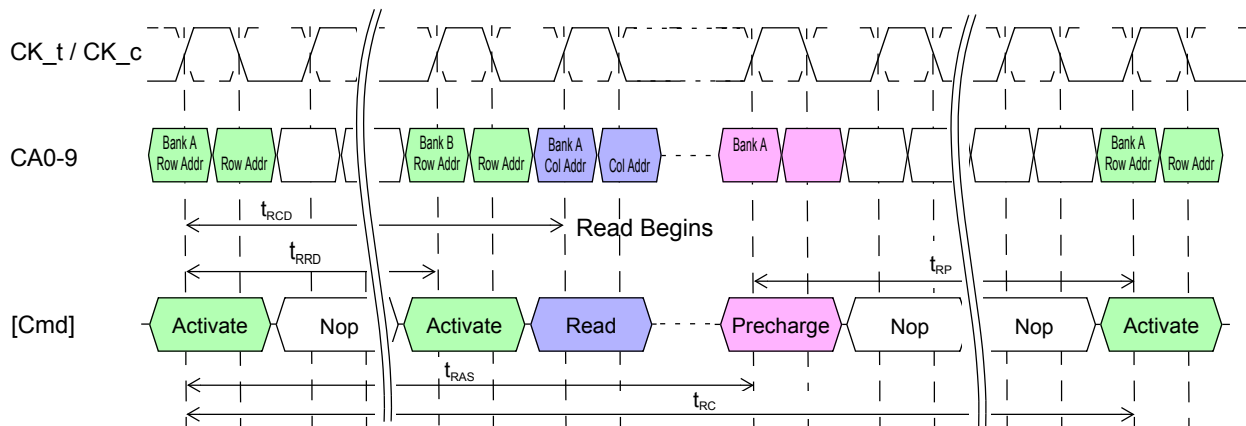 CK_t / CK_c
CA0-9
Bank A
Row Addr
Row Addr
Bank B
Row Addr
Row Addr
Bank A
Col Addr
Col Addr
Bank A
Bank A
Row Addr
Row Addr
tRCD
Read Begins
tRRD
tRP
[Cmd]
Activate
Nop
Activate
Read
Precharge
Nop
Nop
Activate
tRAS
tRC